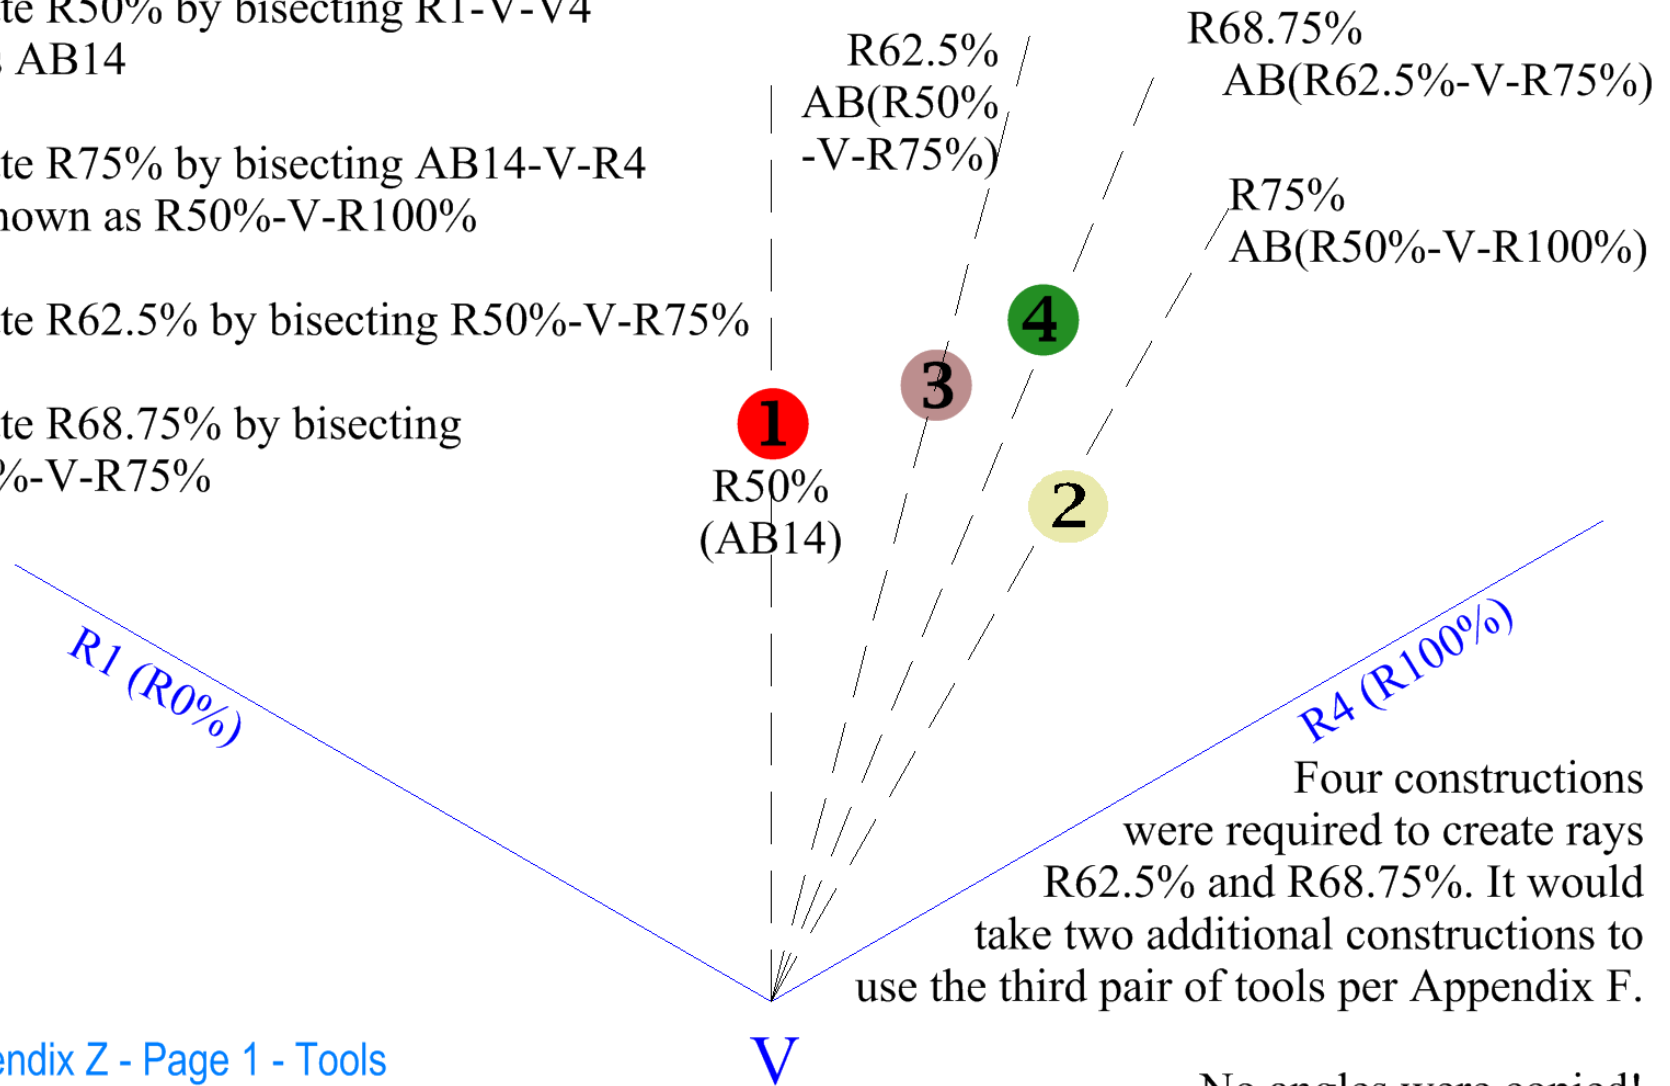 te R50% by bisecting R1-V-V4
s AB14
te R75% by bisecting AB14-V-R4
nown as R50%-V-R100%
te R62.5% by bisecting R50%-V-R75%
te R68.75% by bisecting
%-V-R75%
R62.5%
AB(R50%
-V-R75%)
R68.75%
AB(R62.5%-V-R75%)
R75%
AB(R50%-V-R100%)
4
3
1
2
R50%
(AB14)
R1 (R0%)
R4 (R100%)
Four constructions
were required to create rays
R62.5% and R68.75%. It would
take two additional constructions to
use the third pair of tools per Appendix F.
V
endix Z - Page 1 - Tools
No angles were copied!